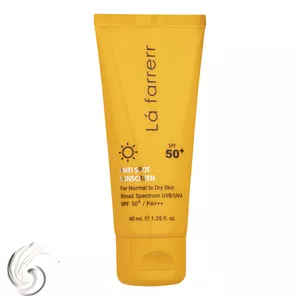 Lá farrerr
SPF
50+
ANTI SPOT
SUNSCREEN
For Normal to Dry Skin
Broad Spectrum UVB/UVA
SPF 50+ / PA+++
40 mL ℮ 1.35 fl. oz.